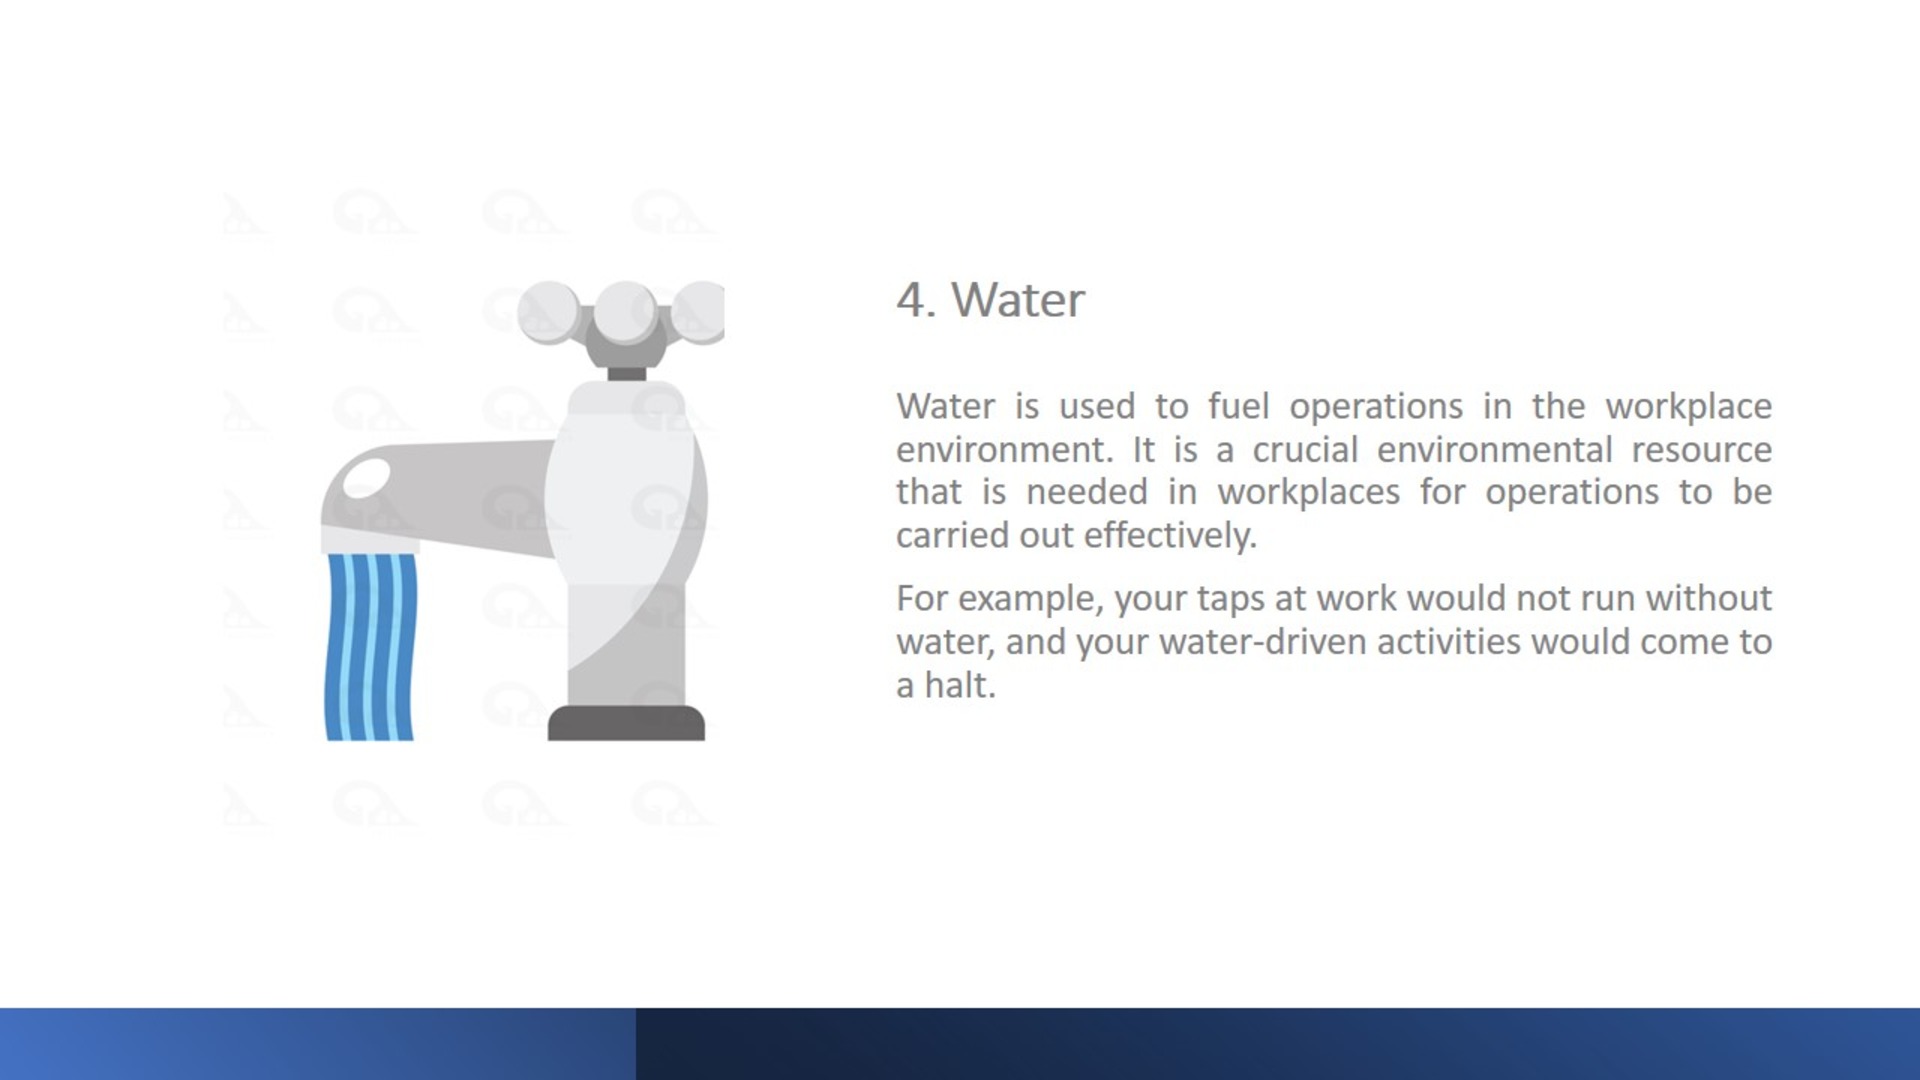 4. Water
Water is used to fuel operations in the workplace
environment. It is a crucial environmental resource
that is needed in workplaces for operations to be
carried out effectively.
For example, your taps at work would not run without
water, and your water-driven activities would come to
a halt.